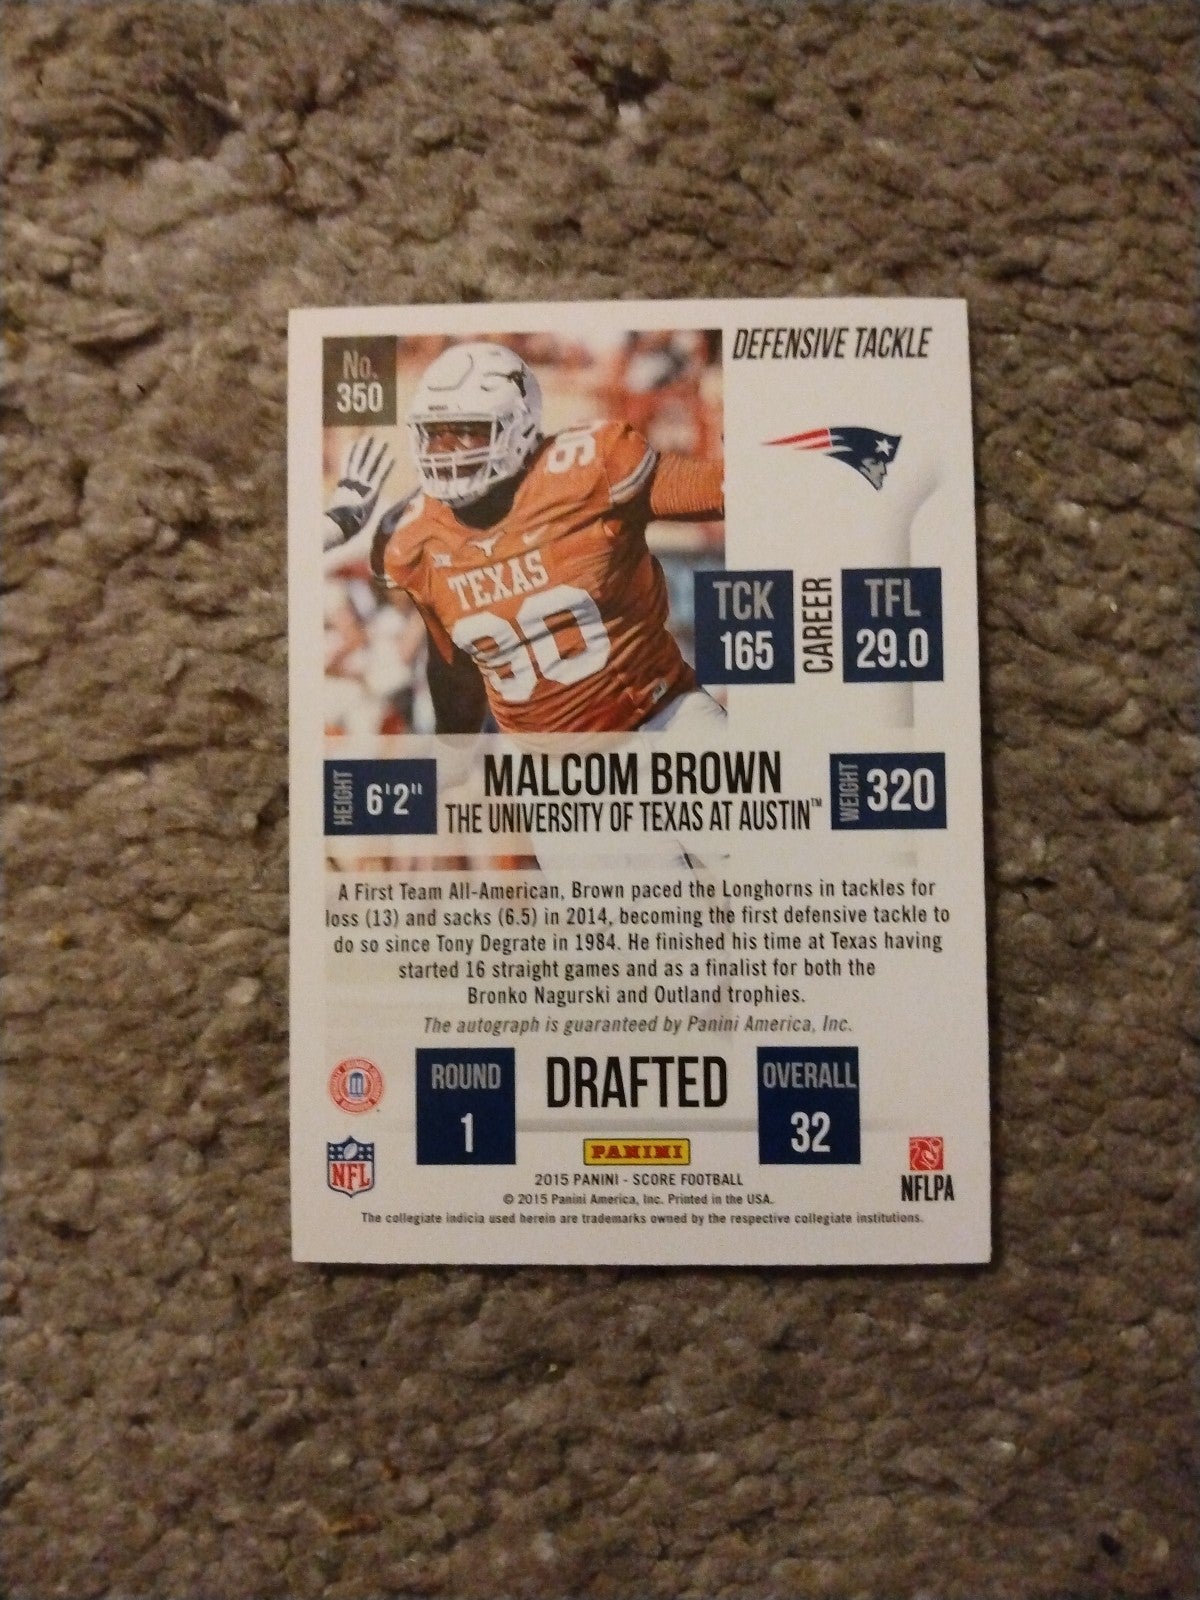 No.
350
DEFENSIVE TACKLE
90
TEXAS
90
TCK
165
CAREER
TFL
29.0
HEIGHT
6'2"
MALCOM BROWN
THE UNIVERSITY OF TEXAS AT AUSTIN™
WEIGHT
320
A First Team All-American, Brown paced the Longhorns in tackles for
loss (13) and sacks (6.5) in 2014, becoming the first defensive tackle to
do so since Tony Degrate in 1984. He finished his time at Texas having
started 16 straight games and as a finalist for both the
Bronko Nagurski and Outland trophies.
The autograph is guaranteed by Panini America, Inc.
ROUND
1
DRAFTED
OVERALL
32
NFL
PANINI
NFLPA
2015 PANINI - SCORE FOOTBALL
© 2015 Panini America, Inc. Printed in the USA.
The collegiate indicia used herein are trademarks owned by the respective collegiate institutions.